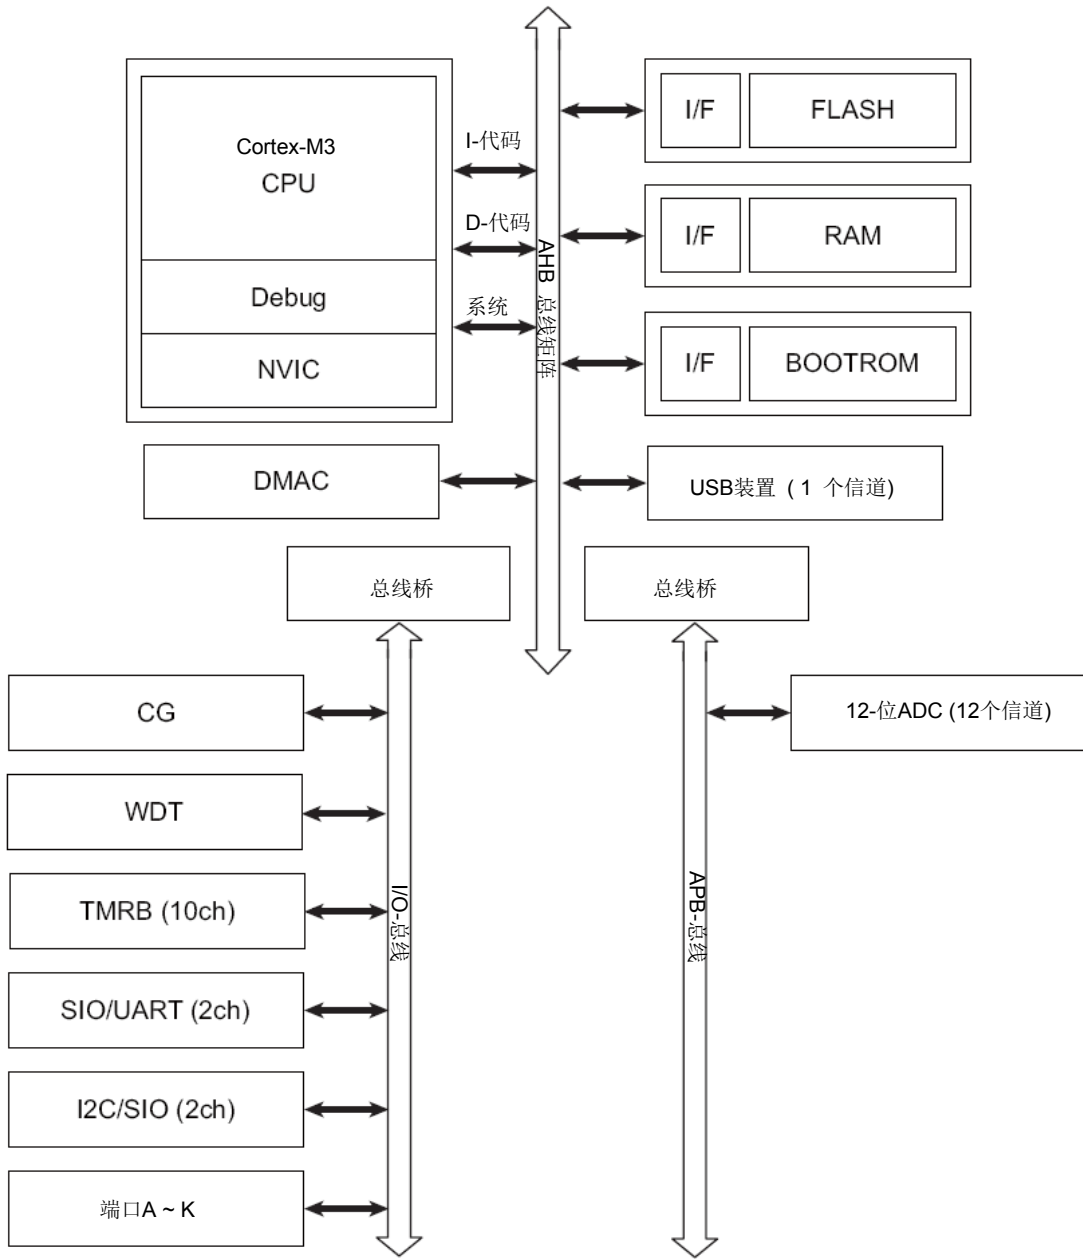 Cortex-M3
CPU
Debug
NVIC
I-代码
D-代码
系统
AHB 总线矩阵
I/F
FLASH
I/F
RAM
I/F
BOOTROM
DMAC
USB装置 ( 1 个信道)
总线桥
总线桥
CG
12-位ADC (12个信道)
WDT
TMRB (10ch)
I/O-总线
APB-总线
SIO/UART (2ch)
I2C/SIO (2ch)
端口A ~ K